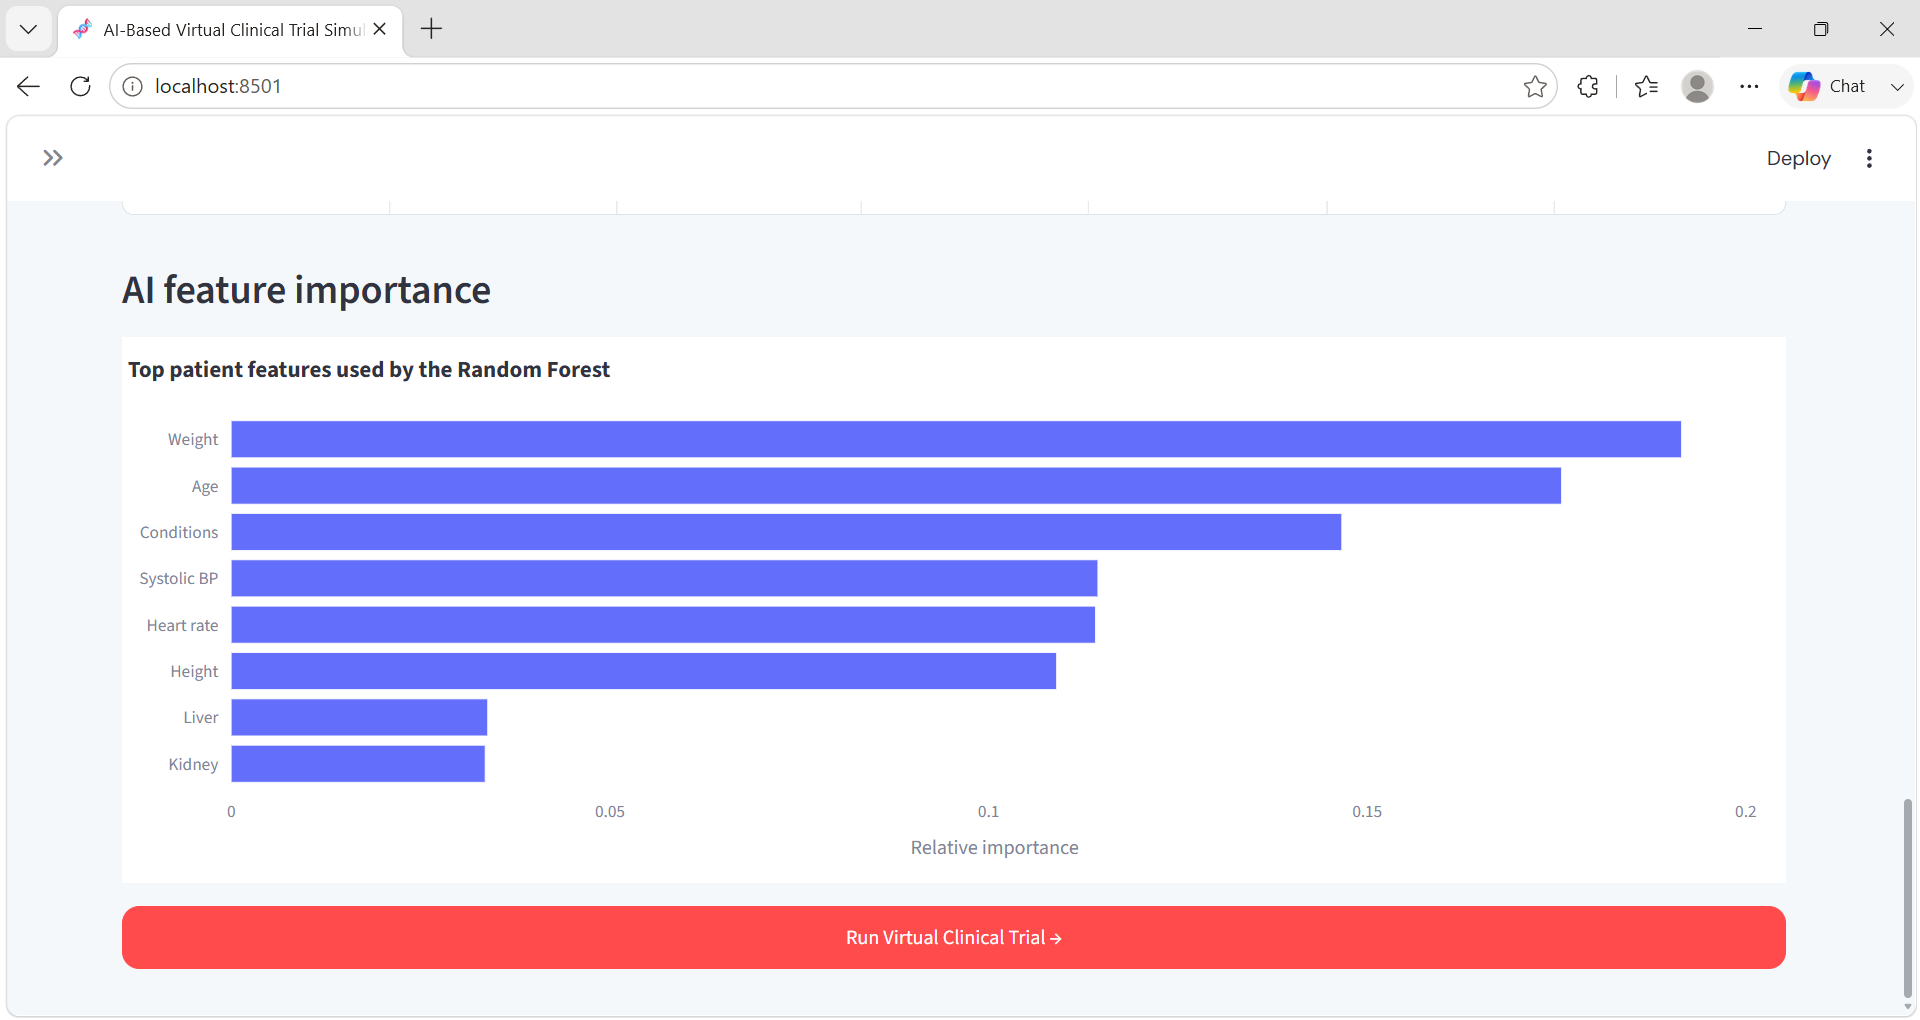 AI-Based Virtual Clinical Trial Simu
localhost:8501
Chat
Deploy
AI feature importance
Top patient features used by the Random Forest
Weight
Age
Conditions
Systolic BP
Heart rate
Height
Liver
Kidney
0 0.05 0.1 0.15 0.2
Relative importance
Run Virtual Clinical Trial →